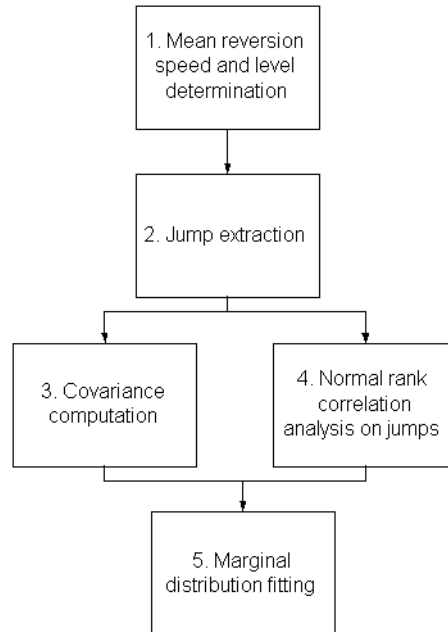 1. Mean reversion
speed and level
determination
2. Jump extraction
3. Covariance
computation
4. Normal rank
correlation
analysis on jumps
5. Marginal
distribution fitting